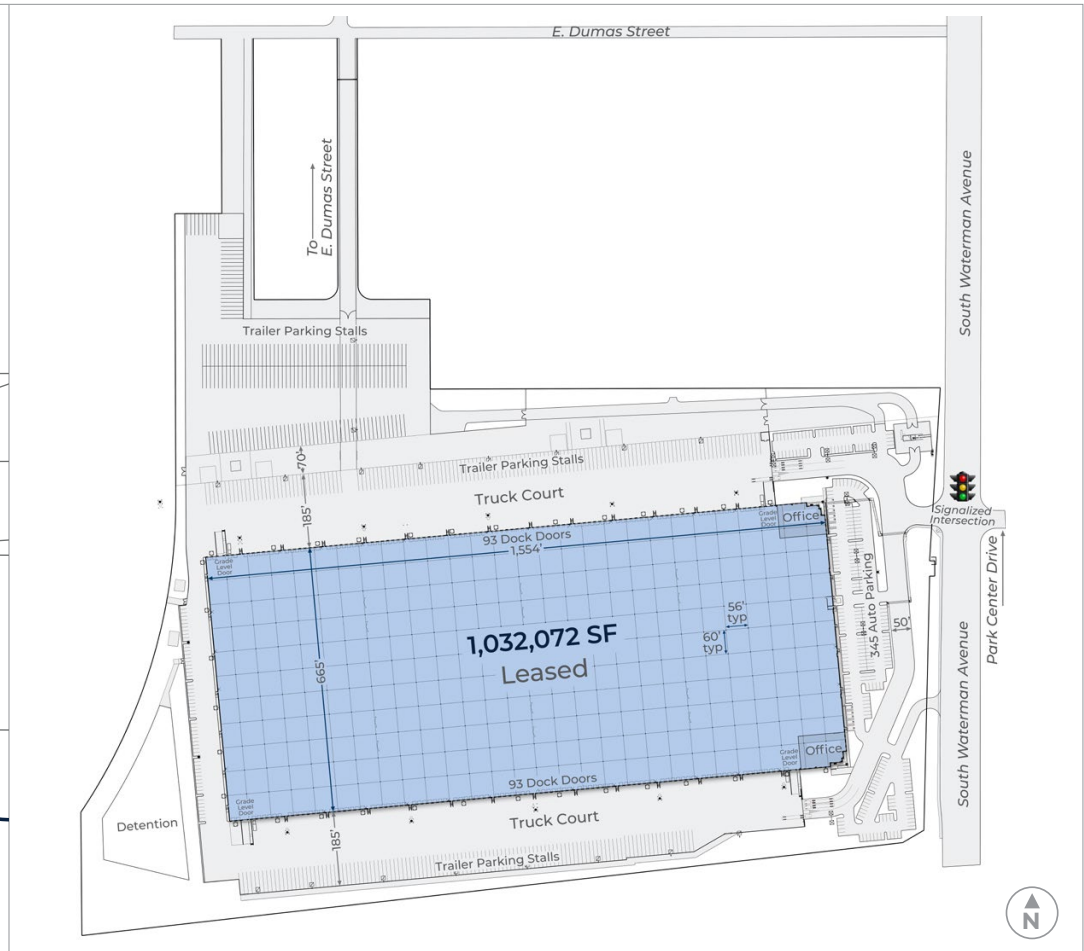 E. Dumas Street
To
E. Dumas Street
South Waterman Avenue
Trailer Parking Stalls
70'
Trailer Parking Stalls
Truck Court
185'
Signalized
Intersection
Grade
Level
Door
Office
93 Dock Doors
1,554'
Grade
Level
Door
Park Center Drive
345 Auto Parking
50'
56'
typ
60'
typ
1,032,072 SF
Leased
665'
South Waterman Avenue
Grade
Level
Door
Office
93 Dock Doors
Grade
Level
Door
Detention
Truck Court
185'
Trailer Parking Stalls
N